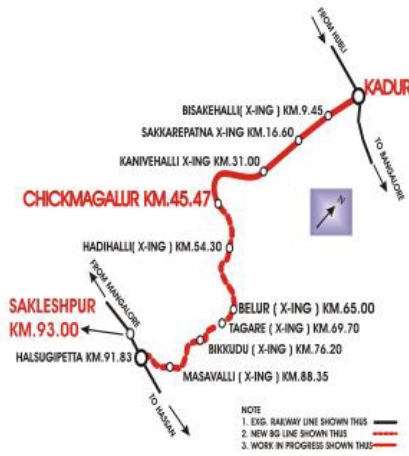 FROM HUBLI
KADUR
BISAKEHALLI( X-ING ) KM.9.45
SAKKAREPATNA X-ING KM.16.60
TO BANGALORE
KANIVEHALLI X-ING KM.31.00
CHICKMAGALUR KM.45.47
N
HADIHALLI( X-ING) KM.54.30
FROM MANGALORE
SAKLESHPUR
KM.93.00
BELUR ( X-ING ) KM.65.00
TAGARE ( X-ING ) KM.69.70
HALSUGIPETTA KM.91.83
BIKKUDU ( X-ING ) KM.76.20
MASAVALLI ( X-ING ) KM.88.35
TO HASSAN
NOTE
1. EXG. RAILWAY LINE SHOWN THUS
2. NEW BG LINE SHOWN THUS
3. WORK IN PROGRESS SHOWN THUS